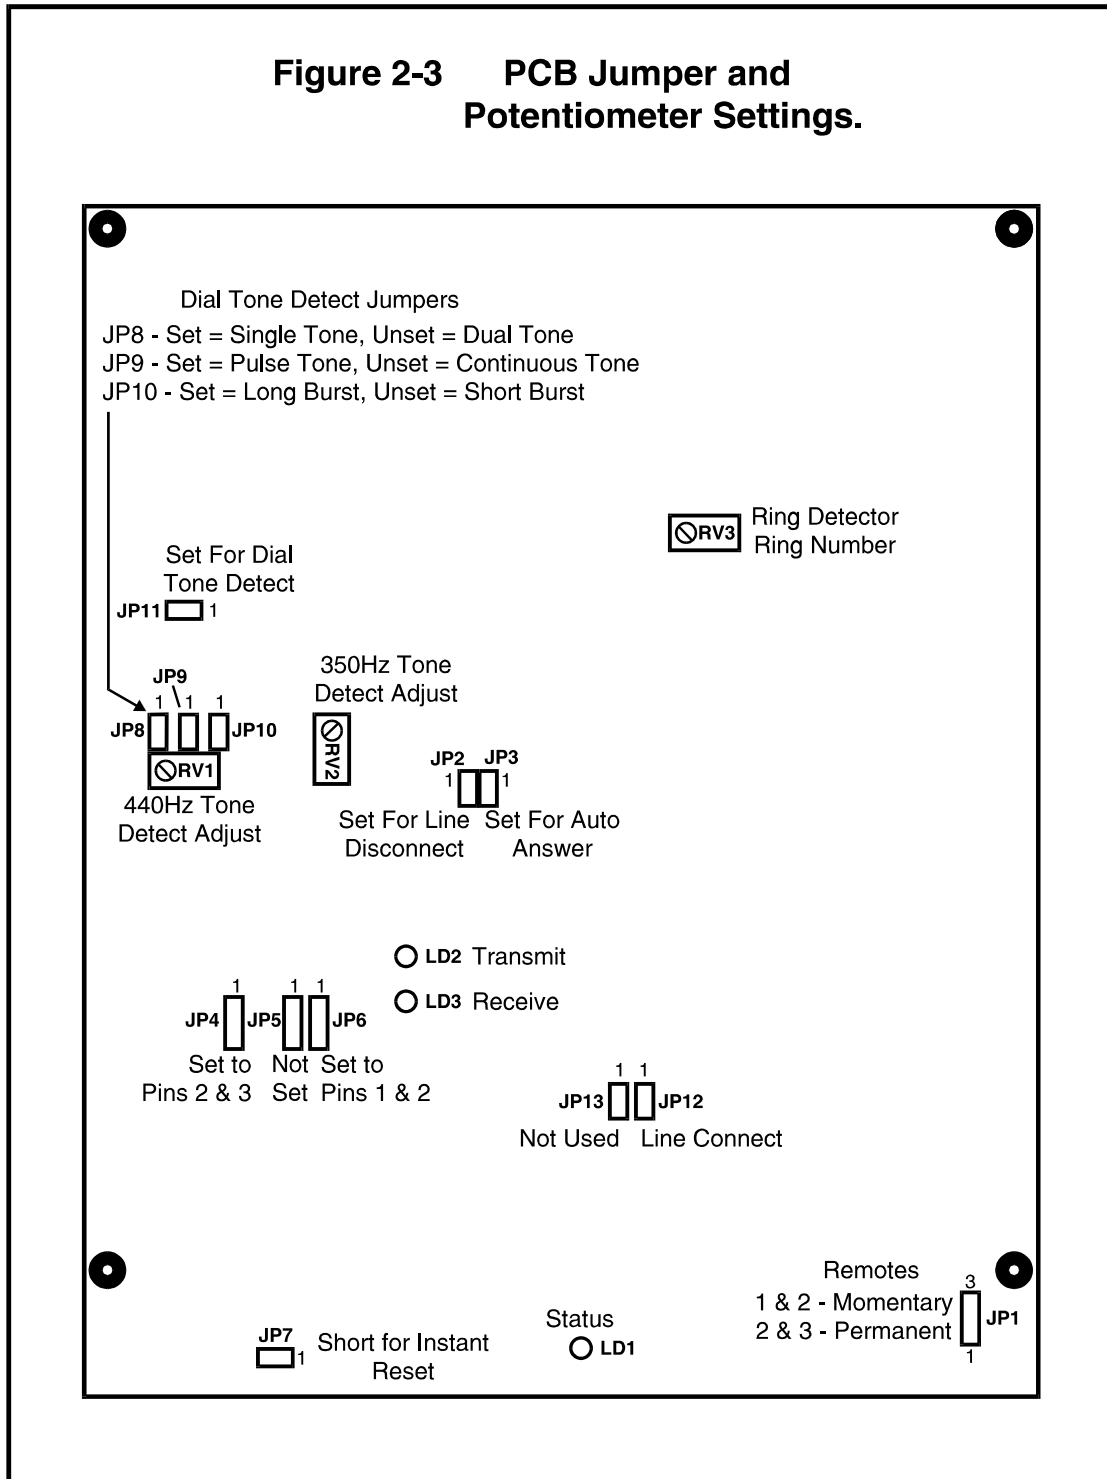 Figure 2-3 PCB Jumper and
Potentiometer Settings.
Dial Tone Detect Jumpers
JP8 - Set = Single Tone, Unset = Dual Tone
JP9 - Set = Pulse Tone, Unset = Continuous Tone
JP10 - Set = Long Burst, Unset = Short Burst
RV3 Ring Detector
Ring Number
Set For Dial
Tone Detect
JP11 1
JP9
1 1 1
JP8 JP10
RV1
440Hz Tone
Detect Adjust
350Hz Tone
Detect Adjust
RV2
JP2 JP3
1 1
Set For Line
Disconnect
Set For Auto
Answer
LD2 Transmit
LD3 Receive
1 1 1
JP4 JP5 JP6
Set to
Pins 2 & 3
Not
Set
Set to
Pins 1 & 2
1 1
JP13 JP12
Not Used Line Connect
Remotes
1 & 2 - Momentary
2 & 3 - Permanent
3
JP1
1
JP7
1
Short for Instant
Reset
Status
LD1